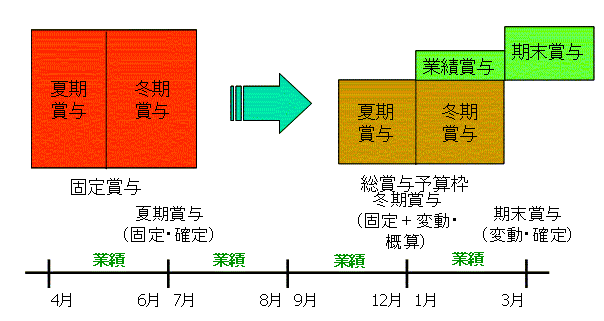 夏期
賞与
冬期
賞与
固定賞与
夏期
賞与
冬期
賞与
業績賞与
期末賞与
総賞与予算枠
夏期賞与
(固定・確定)
冬期賞与
(固定+変動・
概算)
期末賞与
(変動・確定)
業績
業績
業績
業績
4月
6月
7月
8月
9月
12月
1月
3月